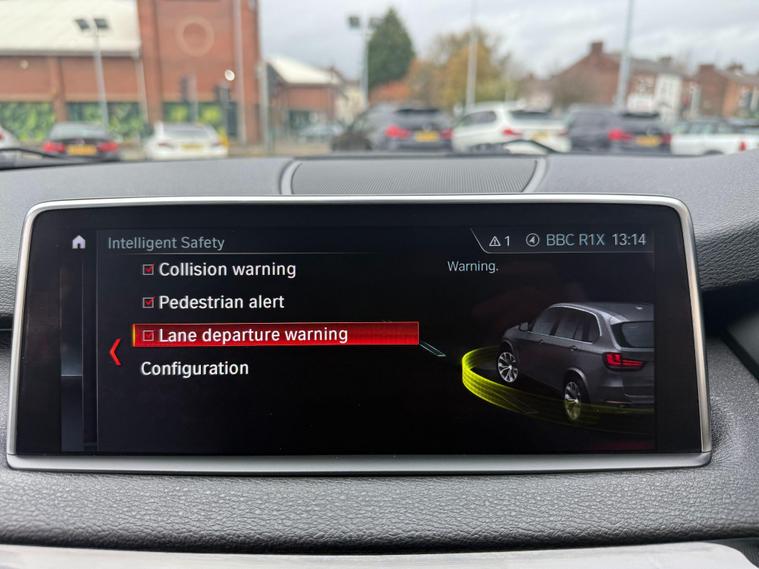 Intelligent Safety
1 BBC R1X 13:14
Collision warning
Warning.
Pedestrian alert
Lane departure warning
Configuration